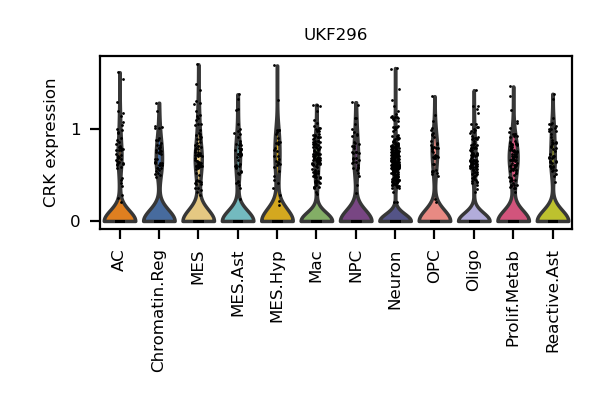 UKF296
CRK expression
1
0
AC
Chromatin.Reg
MES
MES.Ast
MES.Hyp
Mac
NPC
Neuron
OPC
Oligo
Prolif.Metab
Reactive.Ast